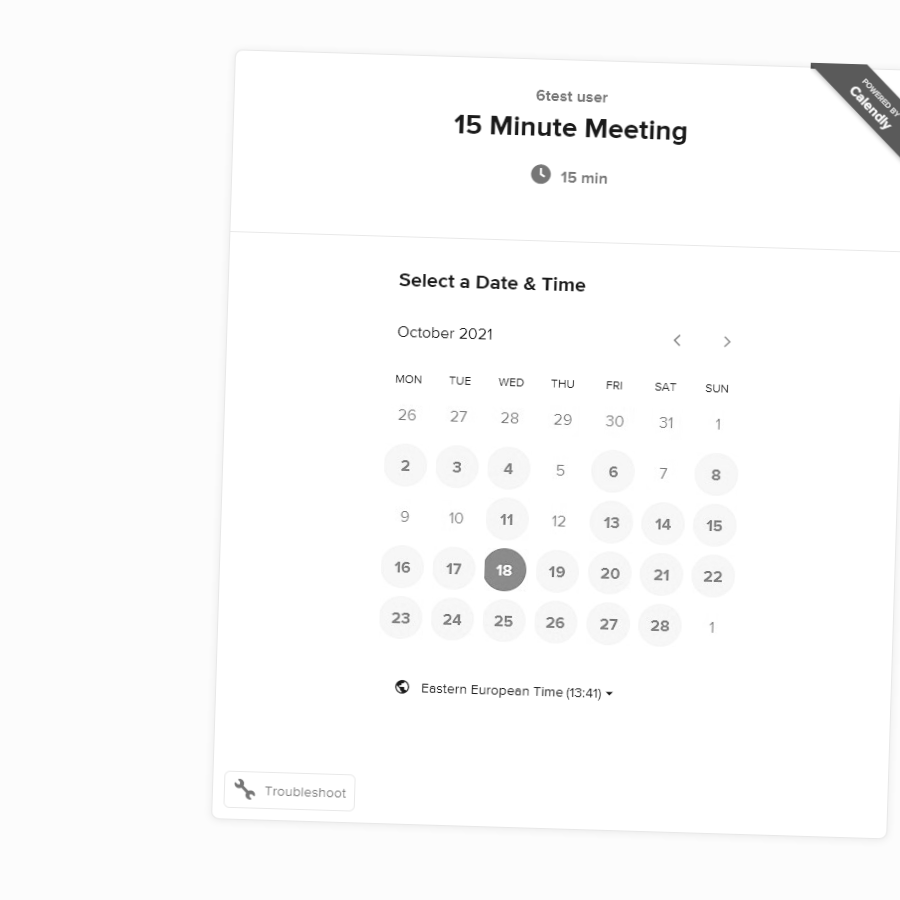 POWERED BY
Calendly
6test user
15 Minute Meeting
15 min
Select a Date & Time
October 2021
MON TUE WED THU FRI SAT SUN
26 27 28 29 30 31 1
2 3 4 5 6 7 8
9 10 11 12 13 14 15
16 17 18 19 20 21 22
23 24 25 26 27 28 1
Eastern European Time (13:41)
Troubleshoot